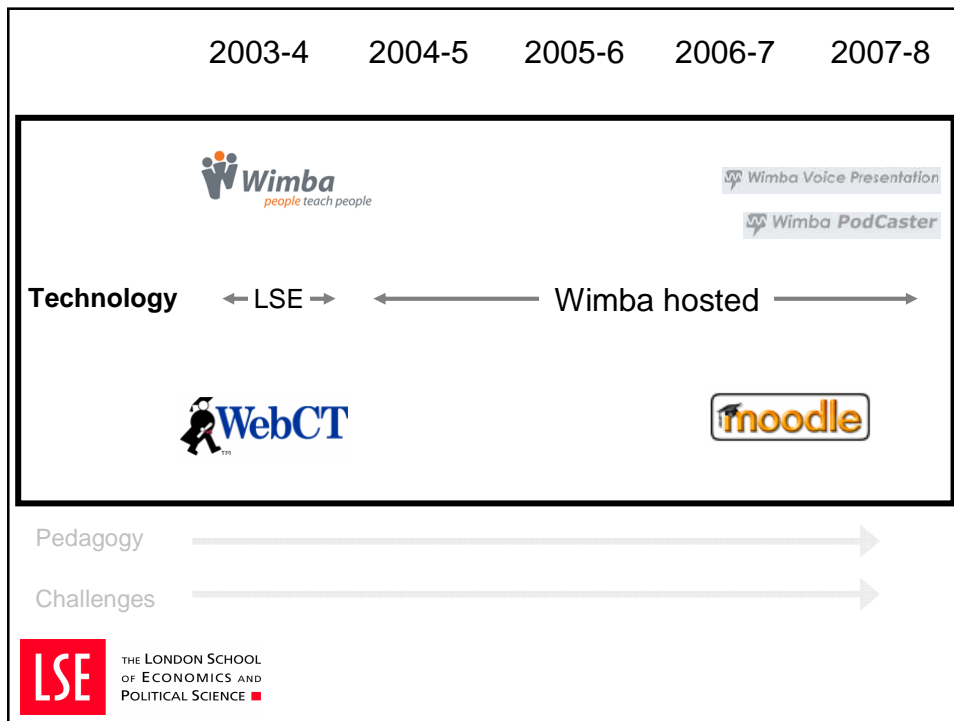 2003-4 2004-5 2005-6 2006-7 2007-8
Wimba
people teach people
Wimba Voice Presentation
Wimba PodCaster
Technology LSE Wimba hosted
WebCT
TM
moodle
Pedagogy
Challenges
LSE
THE LONDON SCHOOL
OF ECONOMICS AND
POLITICAL SCIENCE